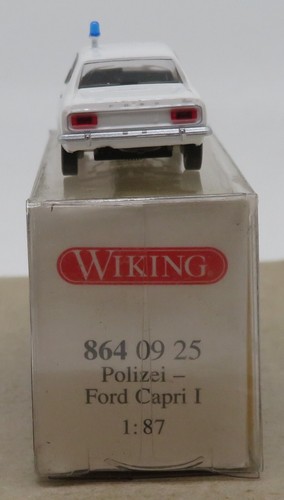 WIKING
864 09 25
Polizei –
Ford Capri I
1:87